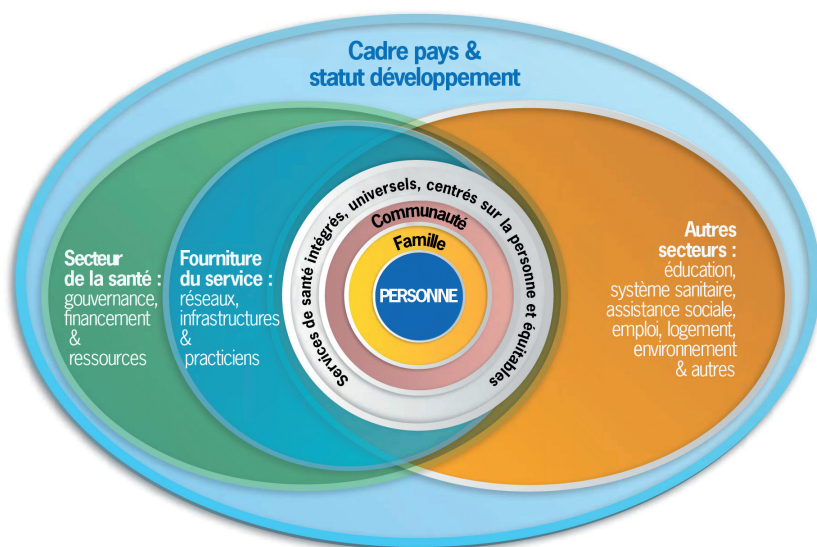 Cadre pays &
statut développement
Secteur
de la santé :
gouvernance,
financement
&
ressources
Fourniture
du service :
réseaux,
infrastructures
&
practiciens
Services de santé intégrés, universels, centrés sur la personne et équitables
Communauté
Famille
PERSONNE
Autres
secteurs :
éducation,
système sanitaire,
assistance sociale,
emploi, logement,
environnement
& autres